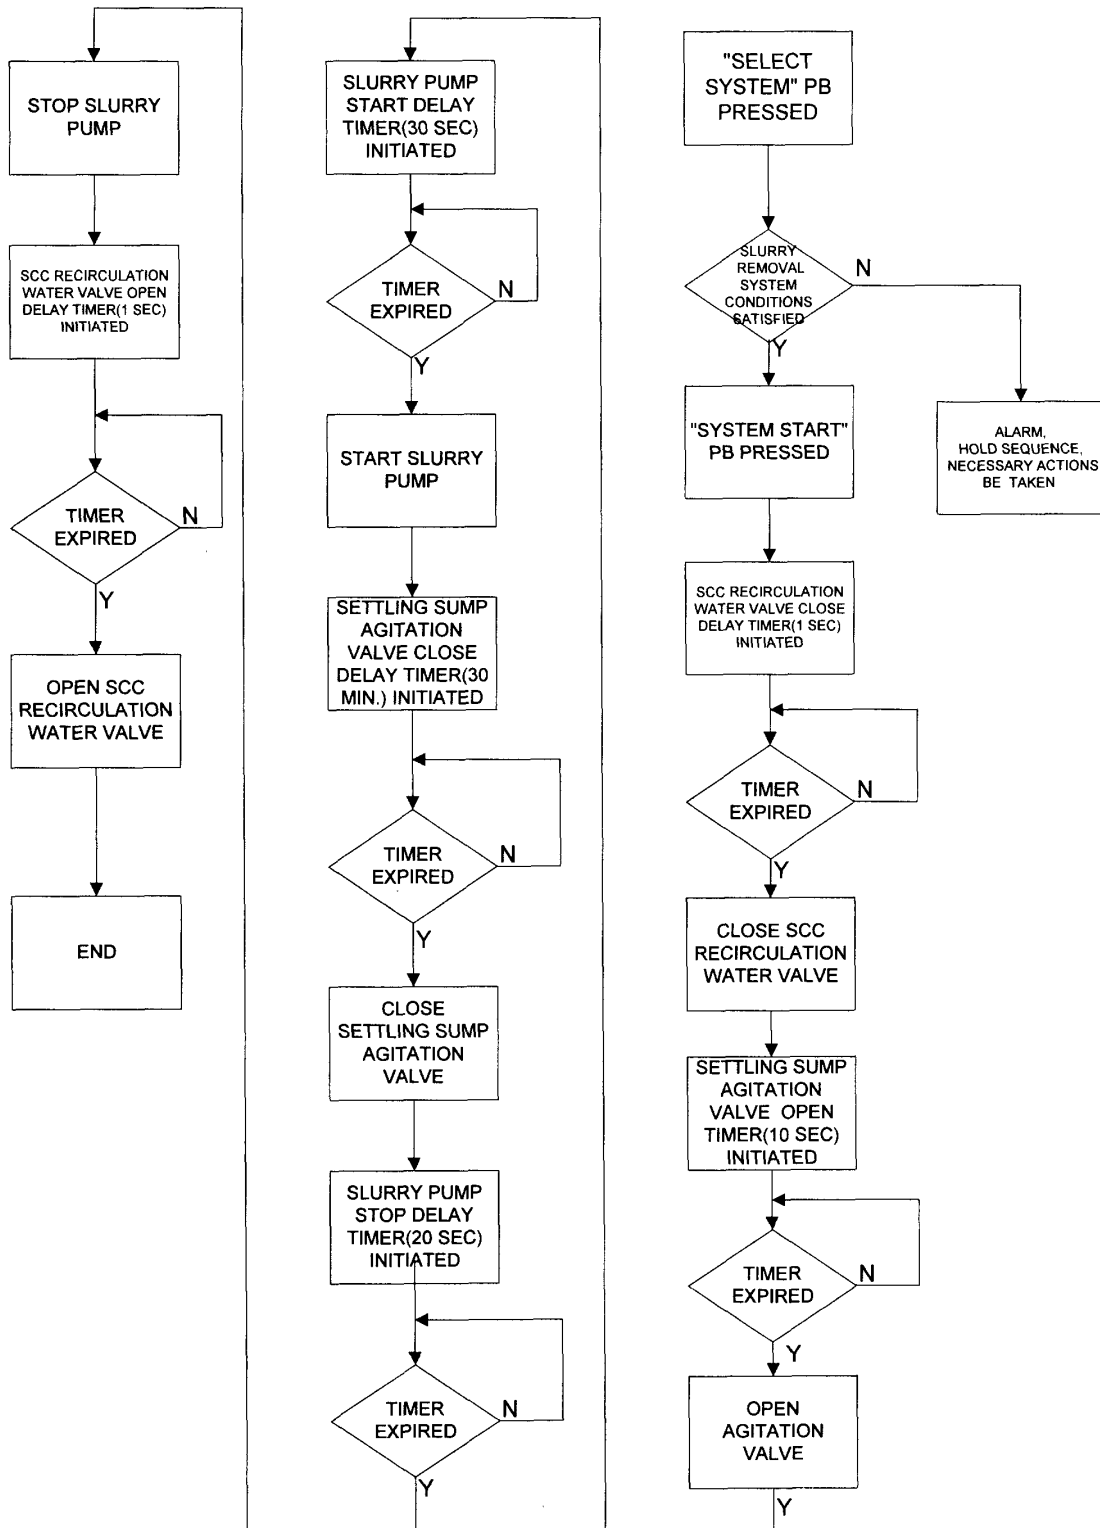 STOP SLURRY
PUMP
SCC RECIRCULATION
WATER VALVE OPEN
DELAY TIMER(1 SEC)
INITIATED
TIMER
EXPIRED
N
Y
OPEN SCC
RECIRCULATION
WATER VALVE
END
SLURRY PUMP
START DELAY
TIMER(30 SEC)
INITIATED
TIMER
EXPIRED
N
Y
START SLURRY
PUMP
SETTLING SUMP
AGITATION
VALVE CLOSE
DELAY TIMER(30
MIN.) INITIATED
TIMER
EXPIRED
N
Y
CLOSE
SETTLING SUMP
AGITATION
VALVE
SLURRY PUMP
STOP DELAY
TIMER(20 SEC)
INITIATED
TIMER
EXPIRED
N
Y
"SELECT
SYSTEM" PB
PRESSED
SLURRY
REMOVAL
SYSTEM
CONDITIONS
SATISFIED
N
Y
"SYSTEM START"
PB PRESSED
ALARM,
HOLD SEQUENCE,
NECESSARY ACTIONS
BE TAKEN
SCC RECIRCULATION
WATER VALVE CLOSE
DELAY TIMER(1 SEC)
INITIATED
TIMER
EXPIRED
N
Y
CLOSE SCC
RECIRCULATION
WATER VALVE
SETTLING SUMP
AGITATION
VALVE OPEN
TIMER(10 SEC)
INITIATED
TIMER
EXPIRED
N
Y
OPEN
AGITATION
VALVE
Y